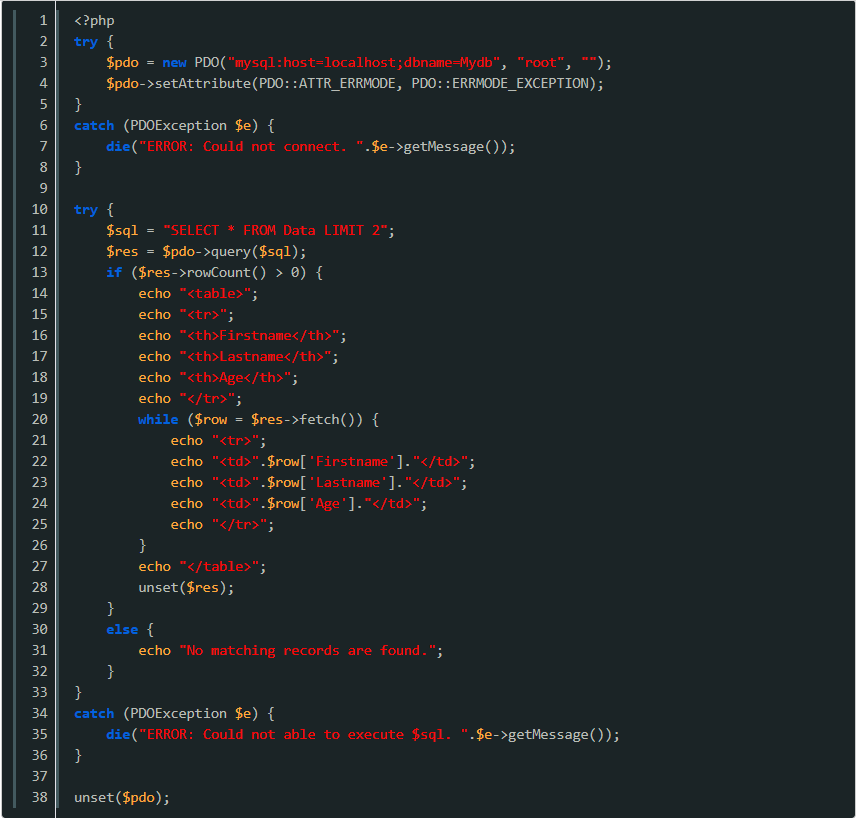 1 <?php
2 try {
3     $pdo = new PDO("mysql:host=localhost;dbname=Mydb", "root", "");
4     $pdo->setAttribute(PDO::ATTR_ERRMODE, PDO::ERRMODE_EXCEPTION);
5 }
6 catch (PDOException $e) {
7     die("ERROR: Could not connect. ".$e->getMessage());
8 }
9
10 try {
11     $sql = "SELECT * FROM Data LIMIT 2";
12     $res = $pdo->query($sql);
13     if ($res->rowCount() > 0) {
14         echo "<table>";
15         echo "<tr>";
16         echo "<th>Firstname</th>";
17         echo "<th>Lastname</th>";
18         echo "<th>Age</th>";
19         echo "</tr>";
20         while ($row = $res->fetch()) {
21             echo "<tr>";
22             echo "<td>".$row['Firstname']."</td>";
23             echo "<td>".$row['Lastname']."</td>";
24             echo "<td>".$row['Age']."</td>";
25             echo "</tr>";
26         }
27         echo "</table>";
28         unset($res);
29     }
30     else {
31         echo "No matching records are found.";
32     }
33 }
34 catch (PDOException $e) {
35     die("ERROR: Could not able to execute $sql. ".$e->getMessage());
36 }
37
38 unset($pdo);